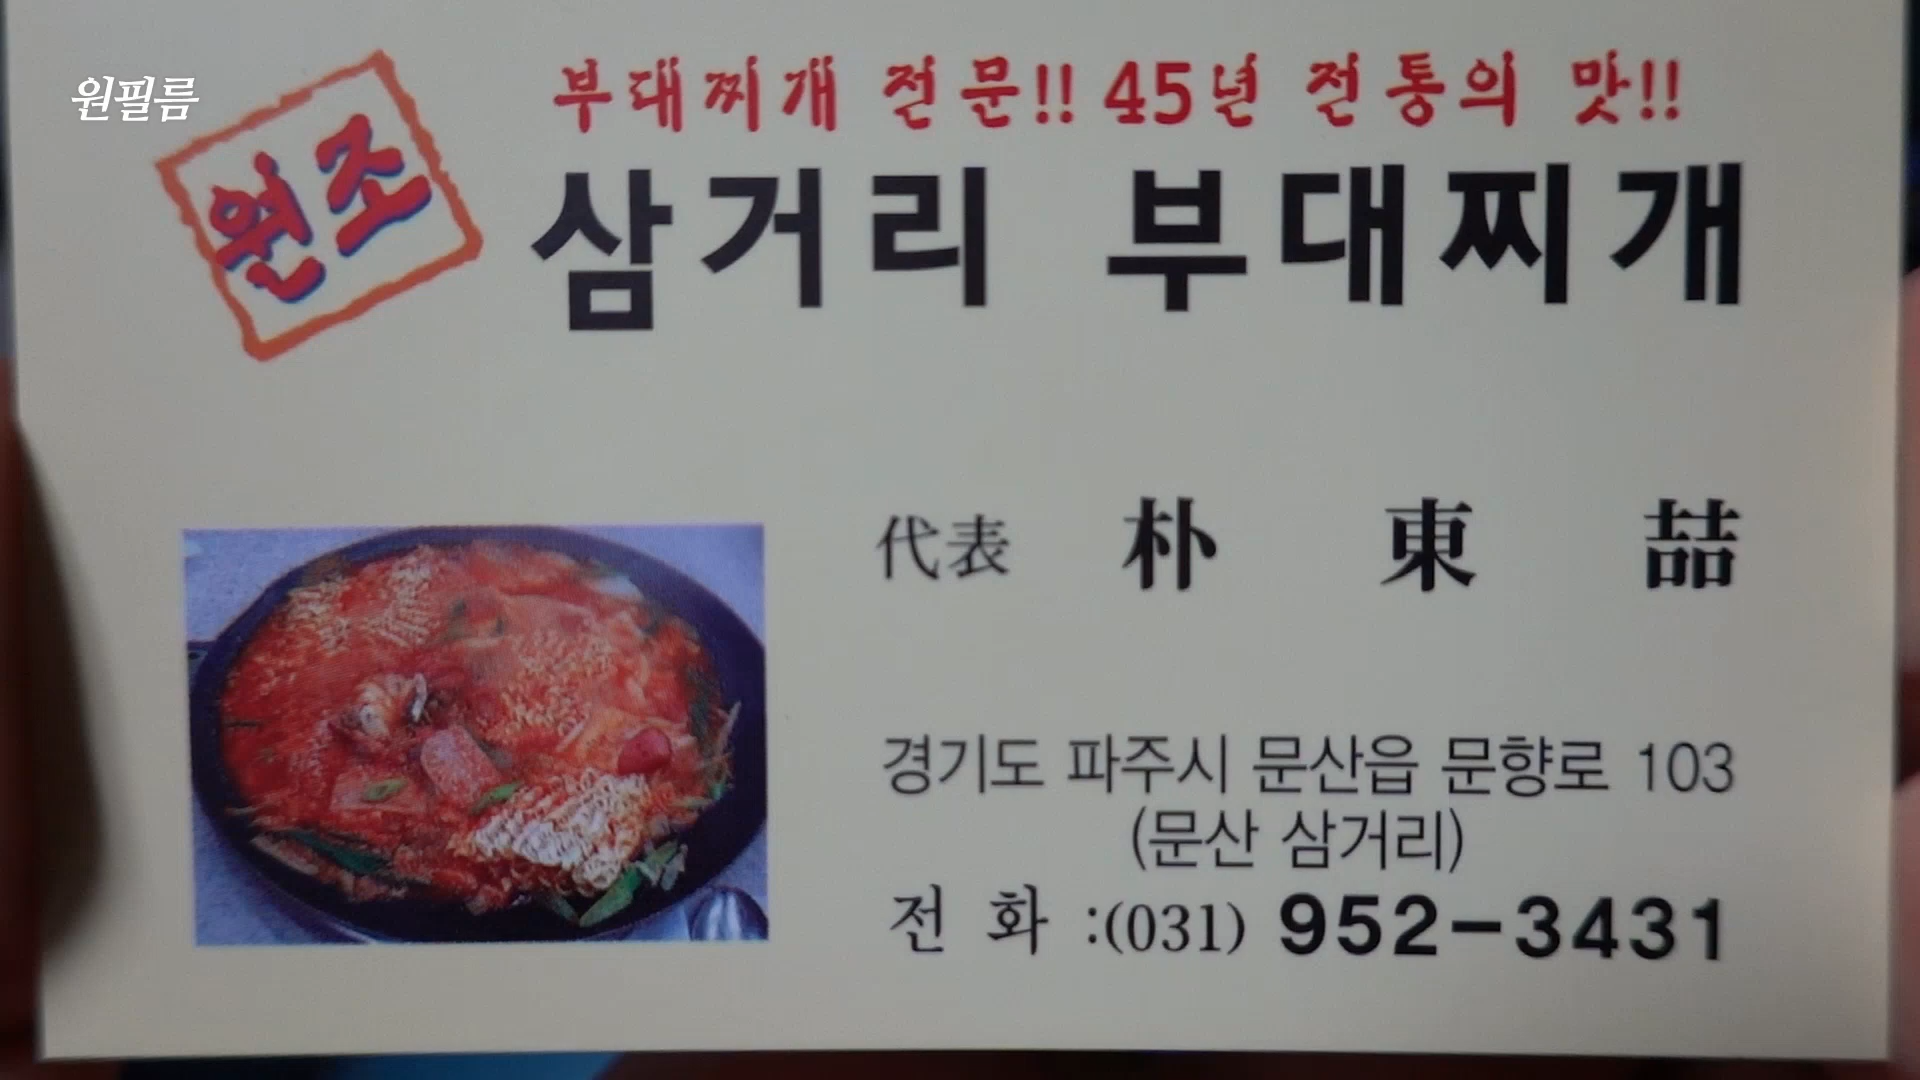 원필름
원조
부대찌개 전문!! 45년 전통의 맛!!
삼거리 부대찌개
代表 朴 東 喆
경기도 파주시 문산읍 문향로 103
(문산 삼거리)
전 화 :(031) 952-3431